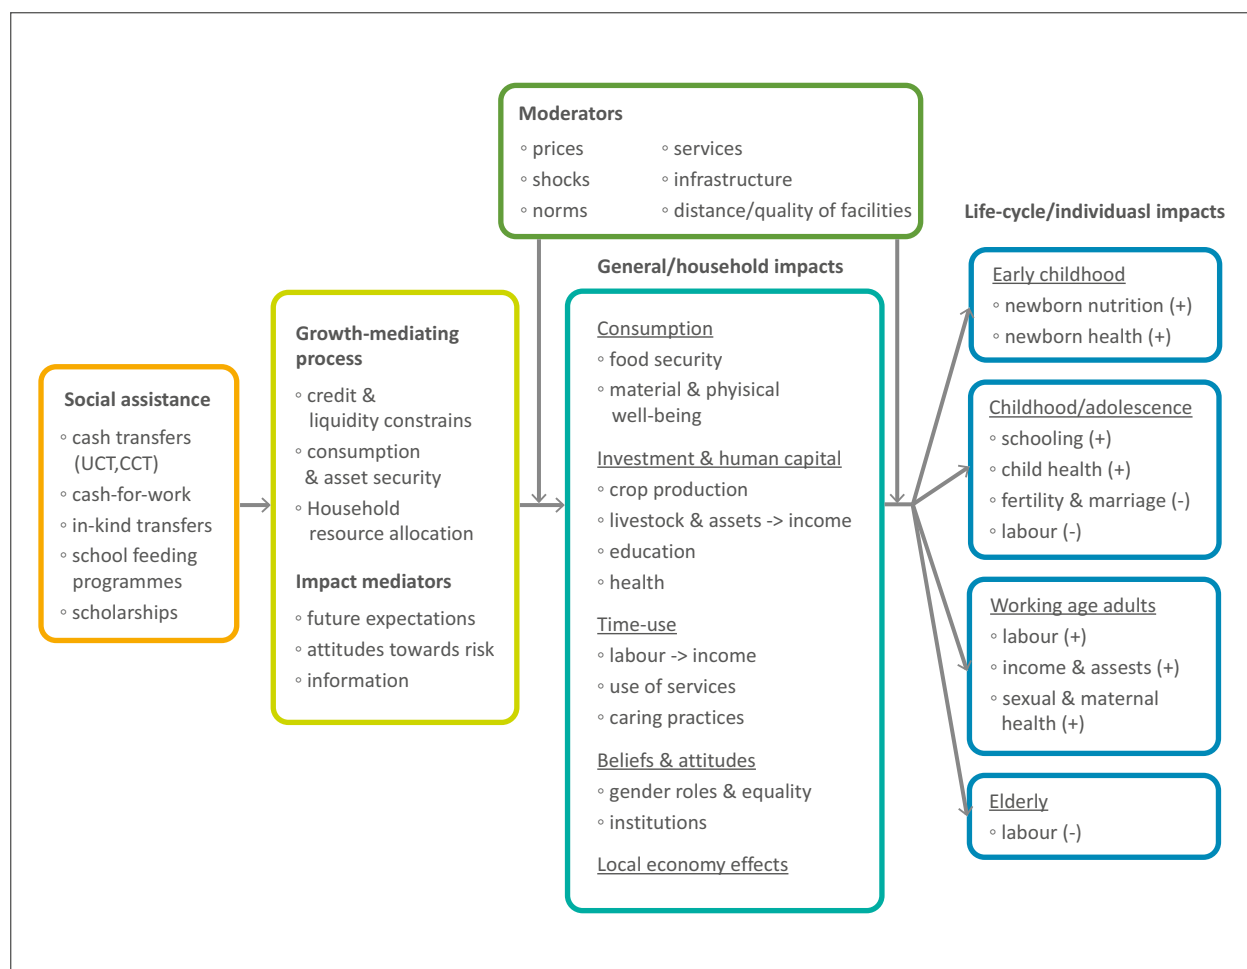 Moderators
◦ prices
◦ shocks
◦ norms
◦ services
◦ infrastructure
◦ distance/quality of facilities
Social assistance
◦ cash transfers
(UCT,CCT)
◦ cash-for-work
◦ in-kind transfers
◦ school feeding
programmes
◦ scholarships
Growth-mediating
process
◦ credit &
liquidity constrains
◦ consumption
& asset security
◦ Household
resource allocation
Impact mediators
◦ future expectations
◦ attitudes towards risk
◦ information
General/household impacts
Consumption
◦ food security
◦ material & phyisical
well-being
Investment & human capital
◦ crop production
◦ livestock & assets -> income
◦ education
◦ health
Time-use
◦ labour -> income
◦ use of services
◦ caring practices
Beliefs & attitudes
◦ gender roles & equality
◦ institutions
Local economy effects
Life-cycle/individuasl impacts
Early childhood
◦ newborn nutrition (+)
◦ newborn health (+)
Childhood/adolescence
◦ schooling (+)
◦ child health (+)
◦ fertility & marriage (-)
◦ labour (-)
Working age adults
◦ labour (+)
◦ income & assests (+)
◦ sexual & maternal
health (+)
Elderly
◦ labour (-)